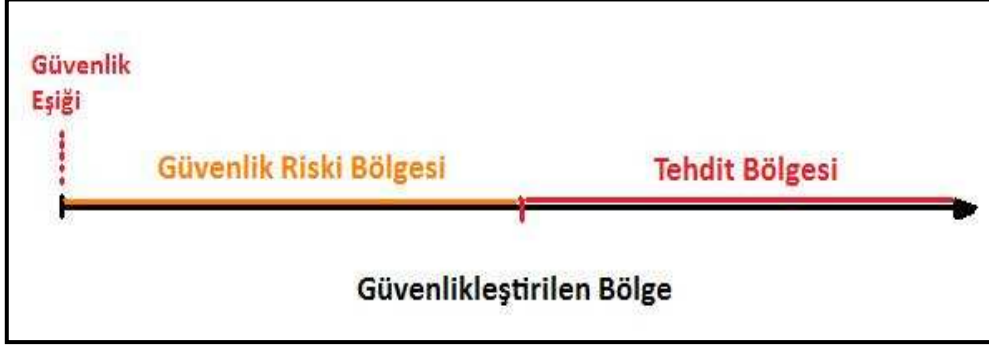 Güvenlik
Eşiği
Güvenlik Riski Bölgesi
Tehdit Bölgesi
Güvenlikleştirilen Bölge